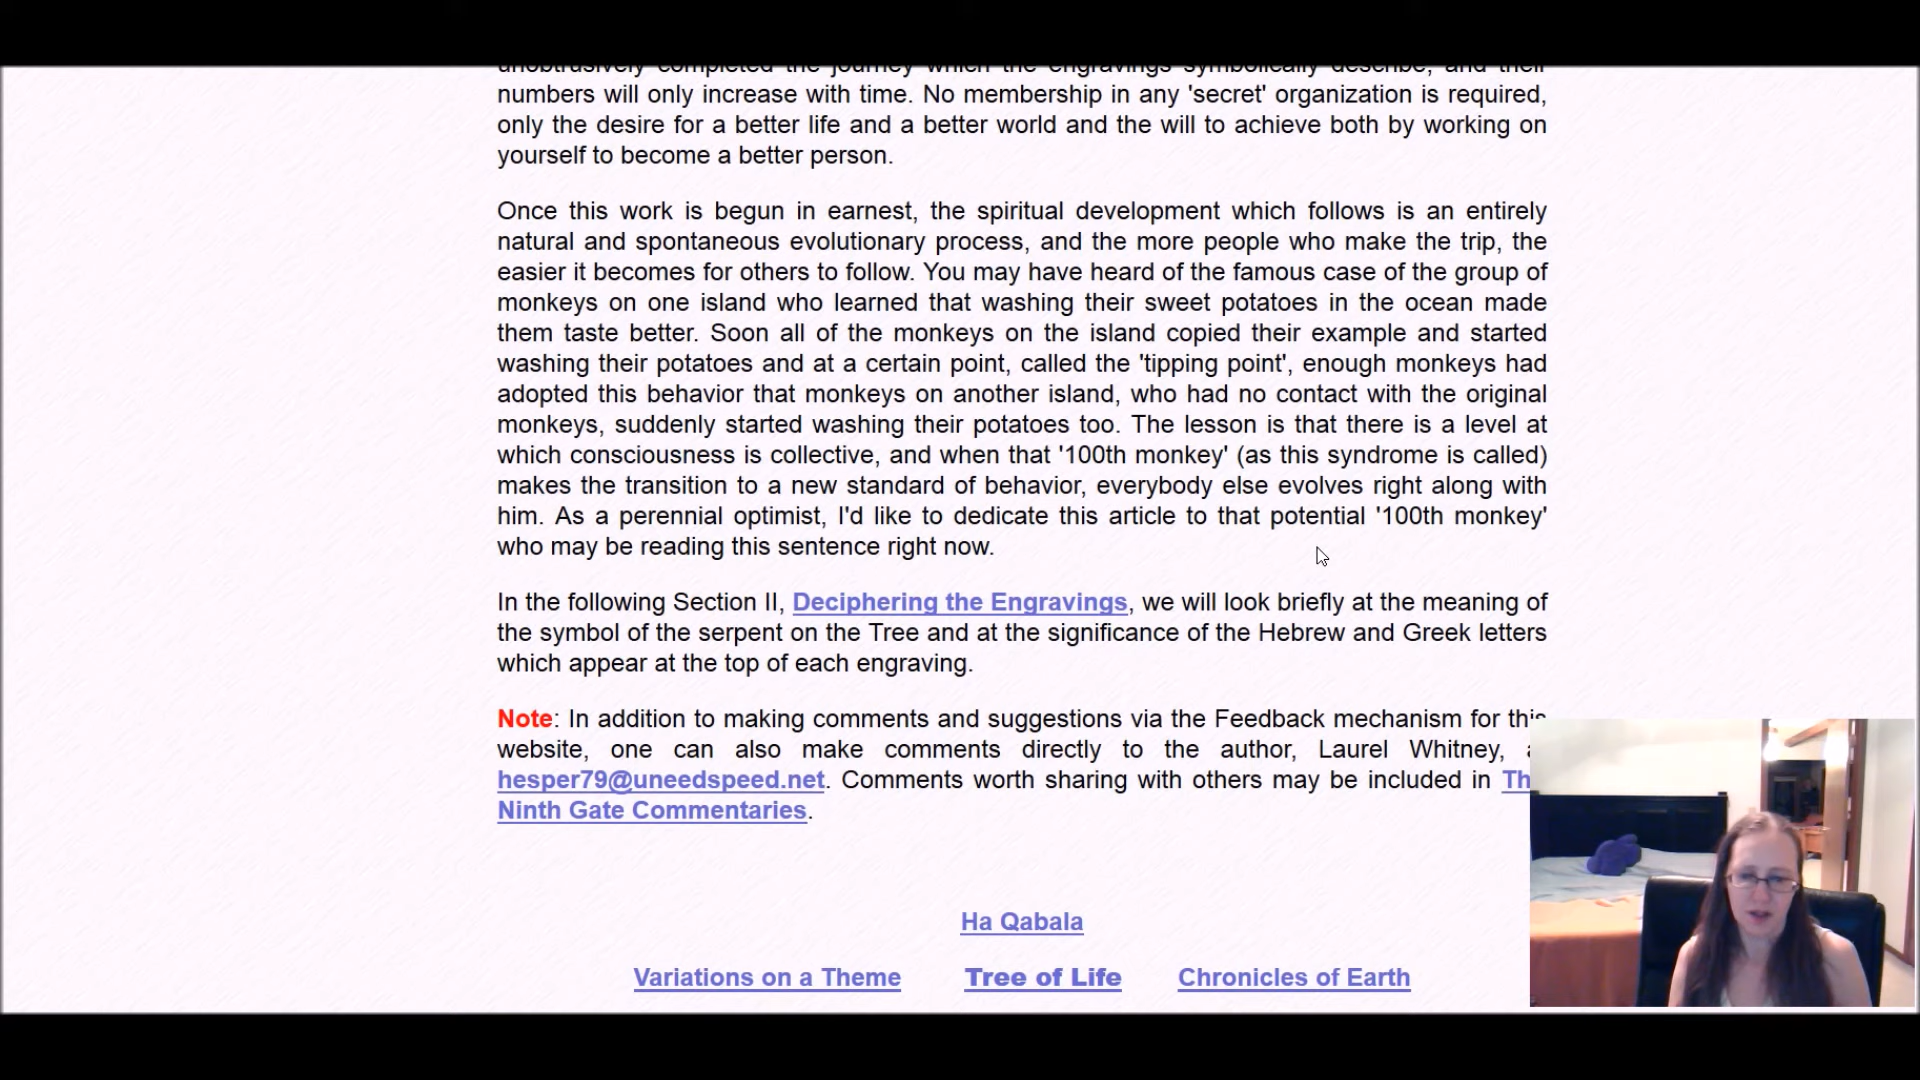 unobtrusively completed the journey which the engravings symbolically describe, and their
numbers will only increase with time. No membership in any 'secret' organization is required,
only the desire for a better life and a better world and the will to achieve both by working on
yourself to become a better person.
Once this work is begun in earnest, the spiritual development which follows is an entirely
natural and spontaneous evolutionary process, and the more people who make the trip, the
easier it becomes for others to follow. You may have heard of the famous case of the group of
monkeys on one island who learned that washing their sweet potatoes in the ocean made
them taste better. Soon all of the monkeys on the island copied their example and started
washing their potatoes and at a certain point, called the 'tipping point', enough monkeys had
adopted this behavior that monkeys on another island, who had no contact with the original
monkeys, suddenly started washing their potatoes too. The lesson is that there is a level at
which consciousness is collective, and when that '100th monkey' (as this syndrome is called)
makes the transition to a new standard of behavior, everybody else evolves right along with
him. As a perennial optimist, I'd like to dedicate this article to that potential '100th monkey'
who may be reading this sentence right now.
In the following Section II, Deciphering the Engravings, we will look briefly at the meaning of
the symbol of the serpent on the Tree and at the significance of the Hebrew and Greek letters
which appear at the top of each engraving.
Note: In addition to making comments and suggestions via the Feedback mechanism for this
website, one can also make comments directly to the author, Laurel Whitney,
hesper79@uneedspeed.net. Comments worth sharing with others may be included in Th
Ninth Gate Commentaries.
Ha Qabala
Variations on a Theme Tree of Life Chronicles of Earth